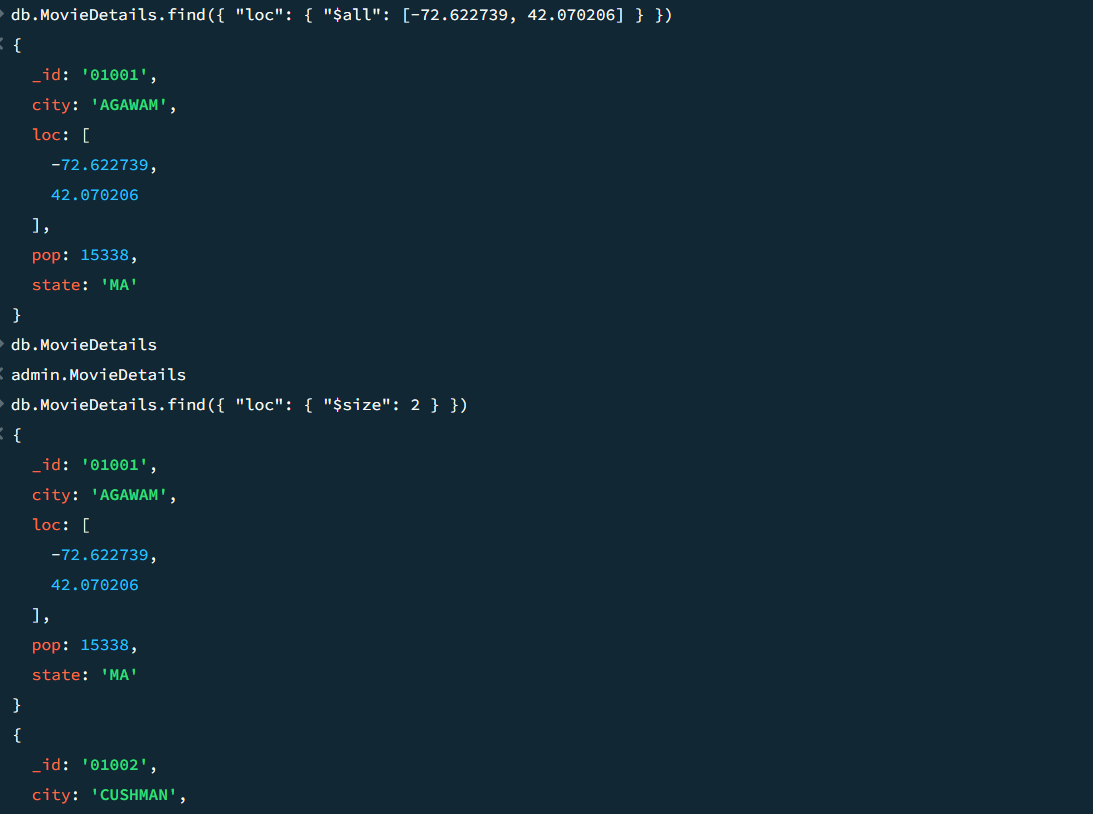 db.MovieDetails.find({ "loc": { "$all": [-72.622739, 42.070206] } })
{
_id: '01001',
city: 'AGAWAM',
loc: [
-72.622739,
42.070206
],
pop: 15338,
state: 'MA'
}
db.MovieDetails
admin.MovieDetails
db.MovieDetails.find({ "loc": { "$size": 2 } })
{
_id: '01001',
city: 'AGAWAM',
loc: [
-72.622739,
42.070206
],
pop: 15338,
state: 'MA'
}
{
_id: '01002',
city: 'CUSHMAN',